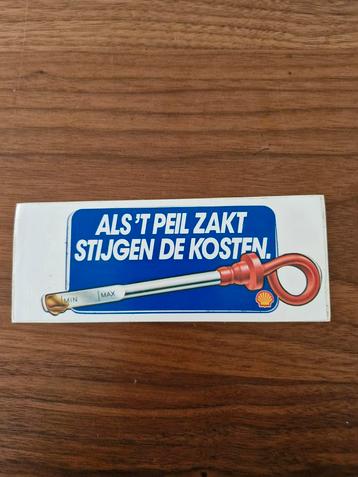 ALS 'T PEIL ZAKT
STIJGEN DE KOSTEN.
MIN MAX